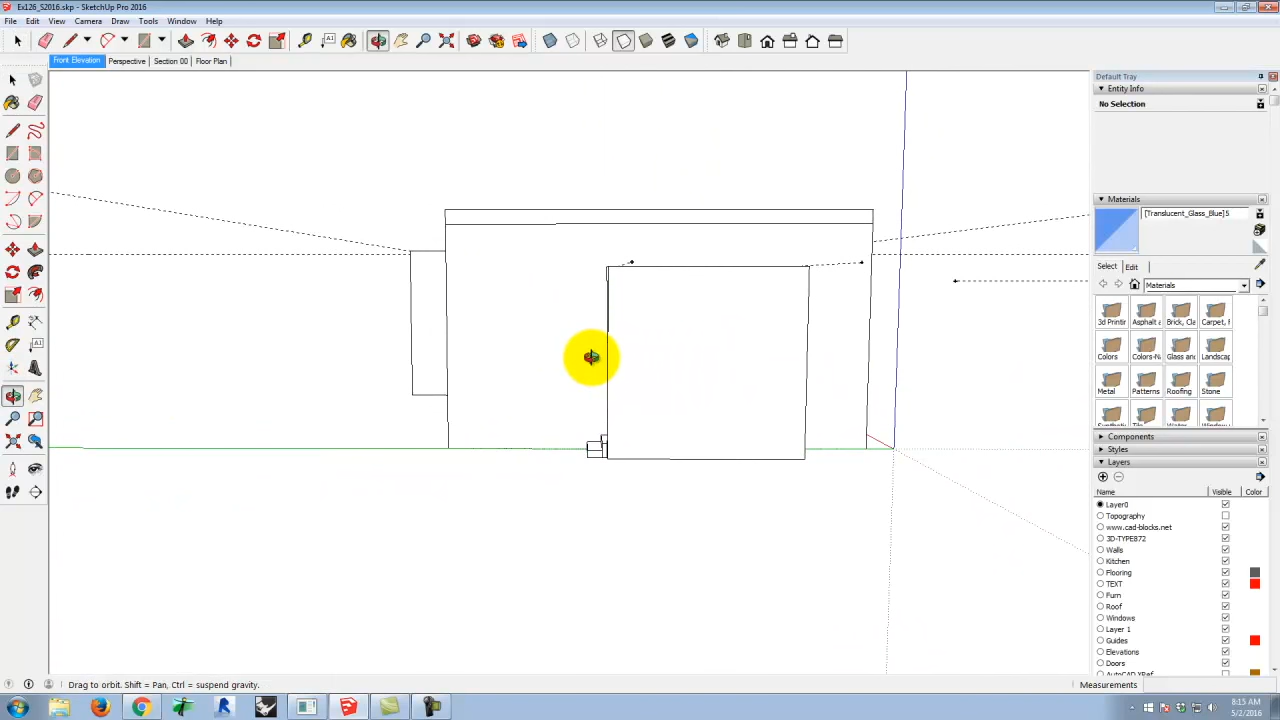 Ex126_S2016.skp - SketchUp Pro 2016
File Edit View Camera Draw Tools Window Help
Front Elevation Perspective Section 00 Floor Plan
Default Tray
Entity Info
No Selection
Materials
[Translucent_Glass_Blue]5
Select Edit
Materials
3d Printi Asphalt a Brick, Cla Carpet, F
Colors Colors-Na Glass and Landscap
Metal Patterns Roofing Stone
Components
Styles
Layers
Name Visible Color
Layer0
Topography
www.cad-blocks.net
3D-TYPE872
Walls
Kitchen
Flooring
TEXT
Furn
Roof
Windows
Layer 1
Guides
Elevations
Doors
AutoCAD XRef
Drag to orbit. Shift = Pan, Ctrl = suspend gravity.
Measurements
8:15 AM
5/2/2016